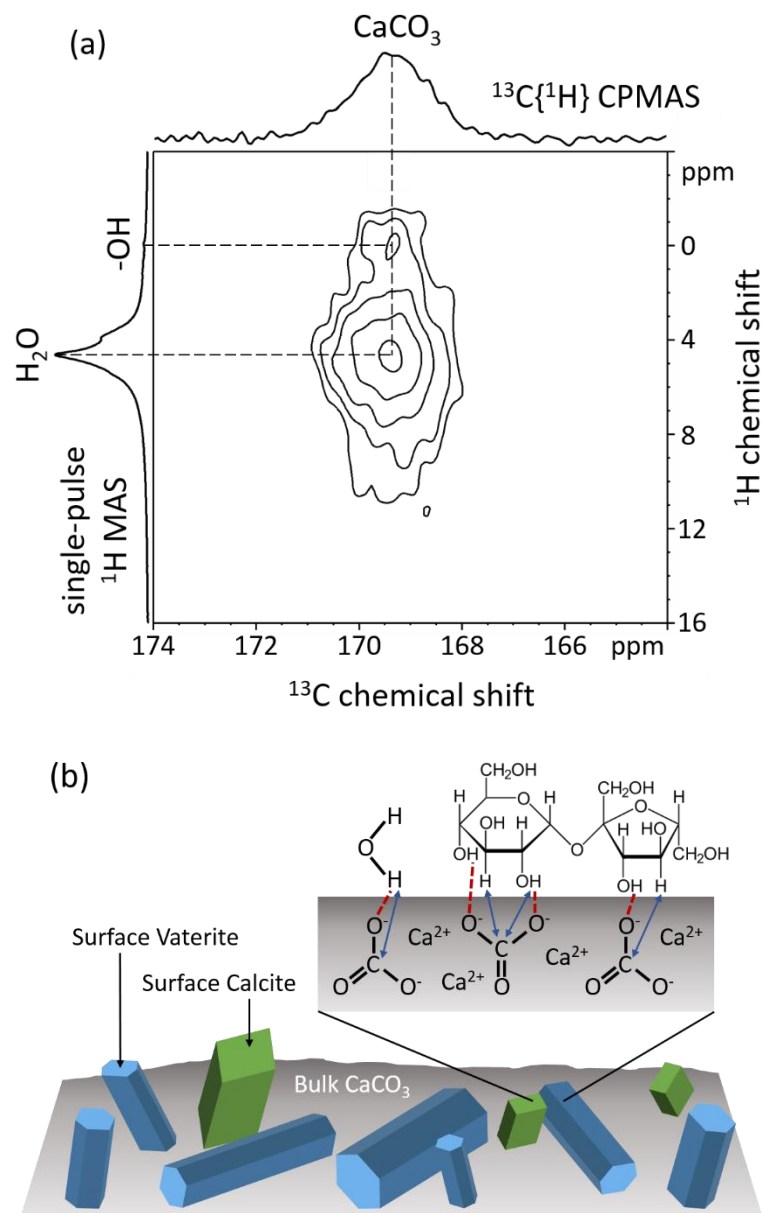 (a)
CaCO₃
¹³C{¹H} CPMAS
ppm
-OH
0
H₂O
4
8
12
16
¹H chemical shift
single-pulse
¹H MAS
174
172
170
168
166
ppm
¹³C chemical shift
(b)
CH₂OH
H
O
H
H
O
H
OH
H
OH
H
OH
O
CH₂OH
O
H
H
HO
CH₂OH
OH
H
O⁻
C
O
O⁻
Ca²⁺
O⁻
O⁻
C
O
Ca²⁺
Ca²⁺
O⁻
C
O
O⁻
Ca²⁺
Surface Vaterite
Surface Calcite
Bulk CaCO₃